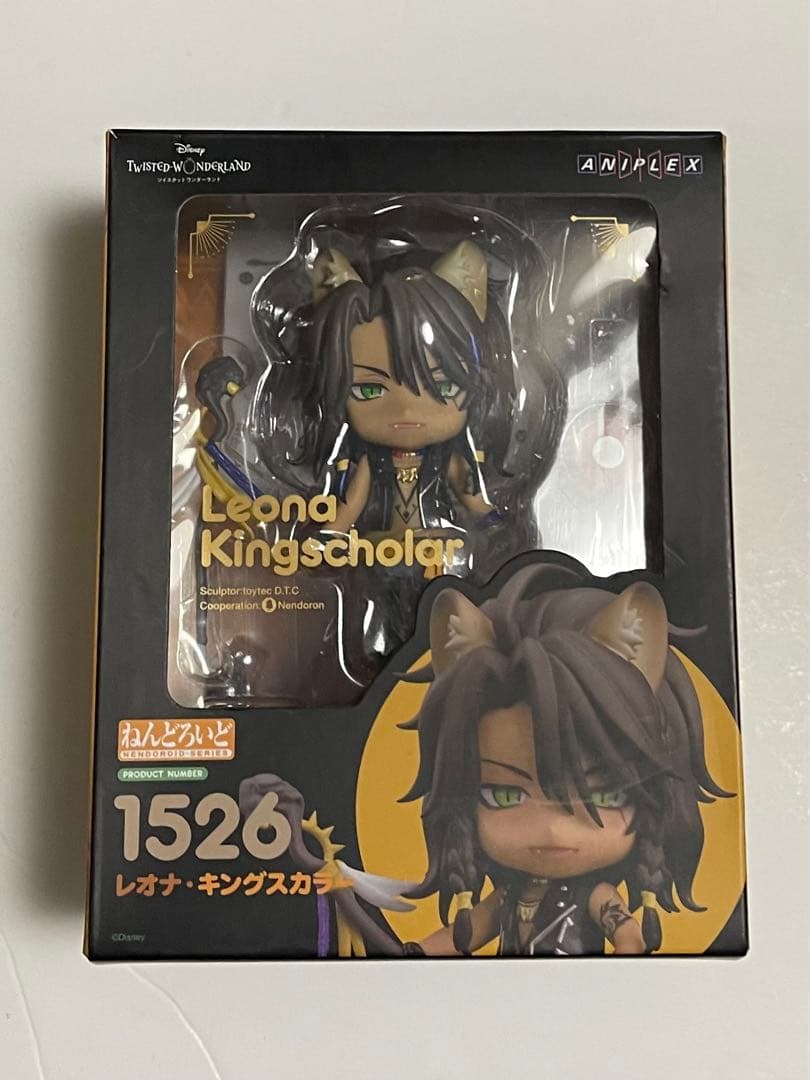 Disney
TWISTED-WONDERLAND
ツイステッドワンダーランド
ANIPLEX
Leona
Kingscholar
Sculptor:toytec D.T.C
Cooperation: Nendoron
ねんどろいど
NENDOROID SERIES
PRODUCT NUMBER
1526
レオナ・キングスカラー
©Disney